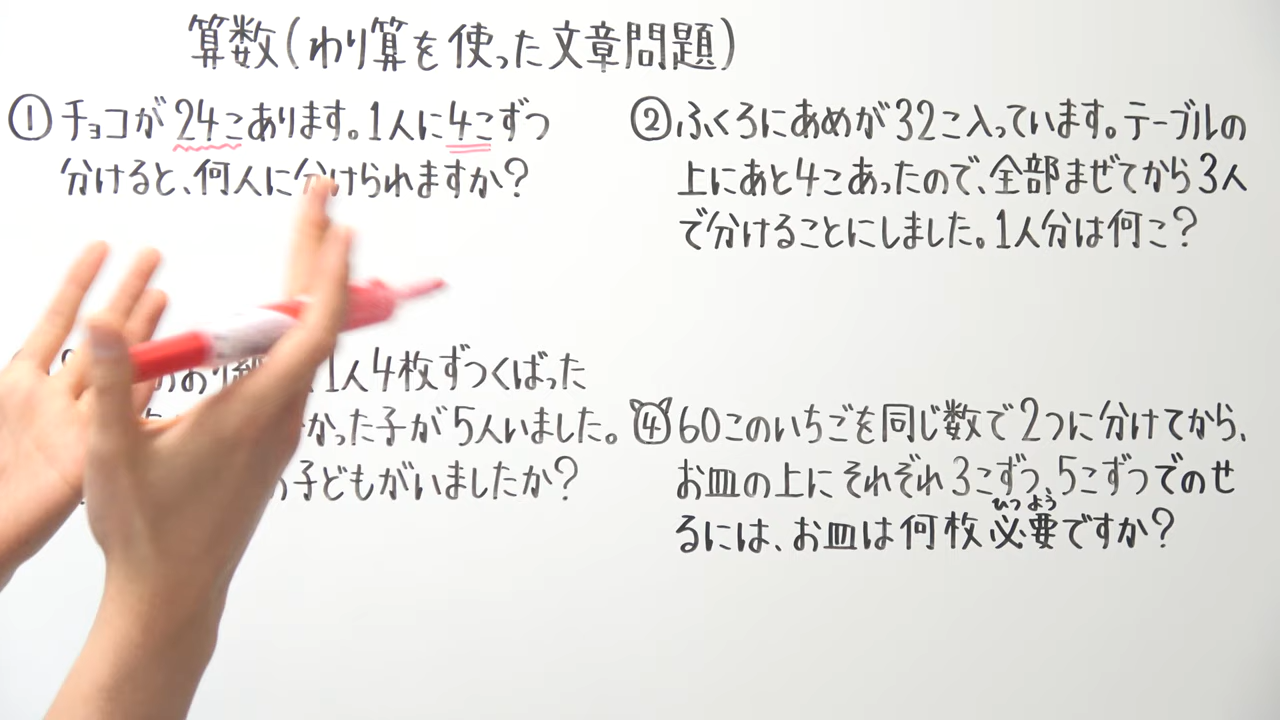 算数(わり算を使った文章問題)
① チョコが24こあります。1人に4こずつ
分けると、何人に分けられますか?
② ふくろにあめが32こ入っています。テーブルの
上にあと4こあったので、全部まぜてから3人
で分けることにしました。1人分は何こ?
1人4枚ずつくばった
かった子が5人いました。
子どもがいましたか?
④ 60このいちごを同じ数で2つに分けてから、
お皿の上にそれぞれ3こずつ、5こずつでのせ
ひつよう
るには、お皿は何枚必要ですか?